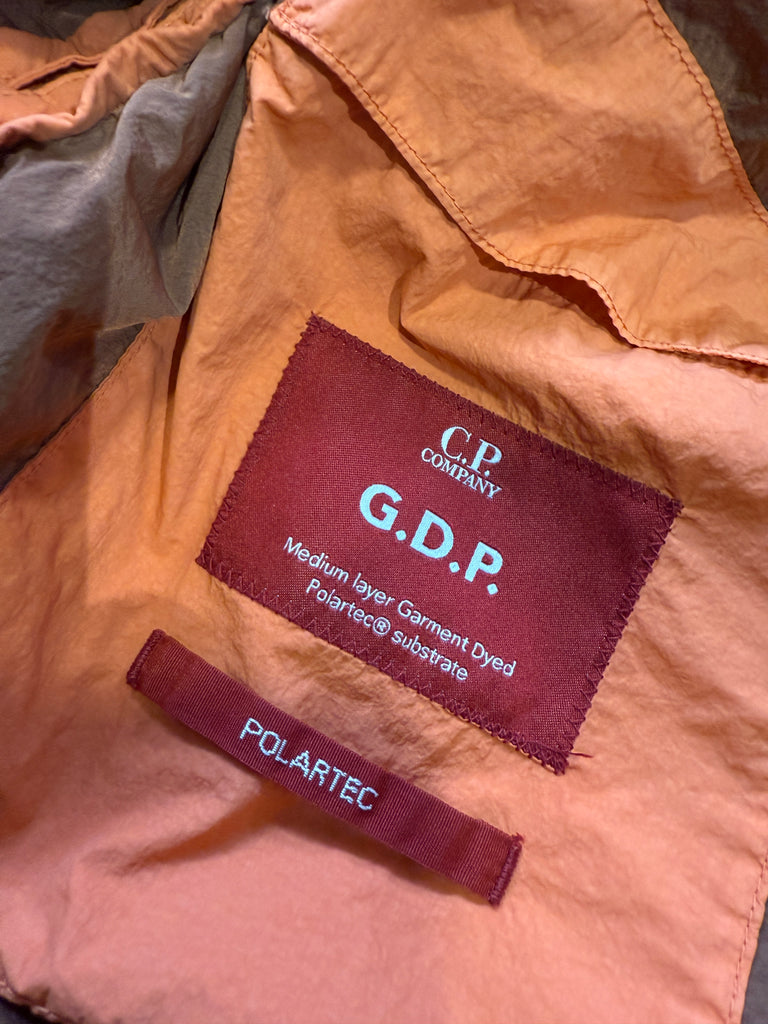 C.P.
COMPANY
G.D.P.
Medium layer Garment Dyed
Polartec® substrate
POLARTEC